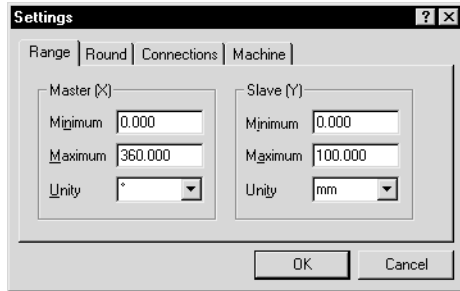 Settings
Range Round Connections Machine
Master (X)
Minimum 0.000
Maximum 360.000
Unity °
Slave (Y)
Minimum 0.000
Maximum 100.000
Unity mm
OK Cancel